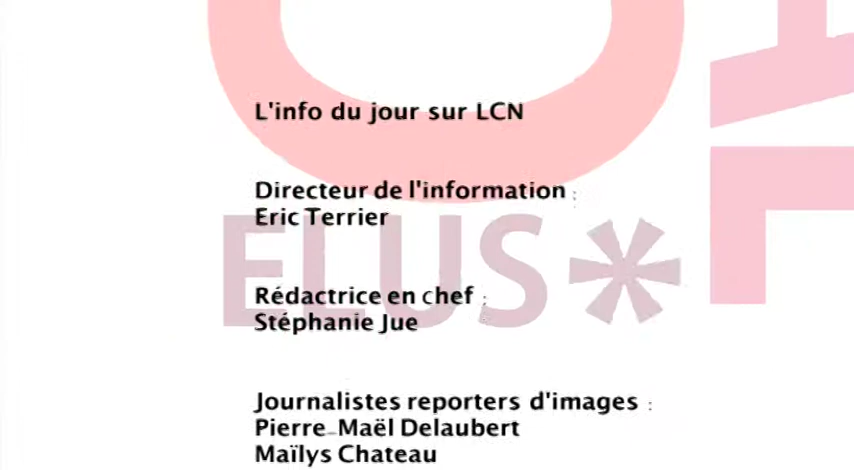 L'info du jour sur LCN
Directeur de l'information :
Eric Terrier
ELUS*
Rédactrice en chef :
Stéphanie Jue
Journalistes reporters d'images :
Pierre-Maël Delaubert
Maïlys Chateau